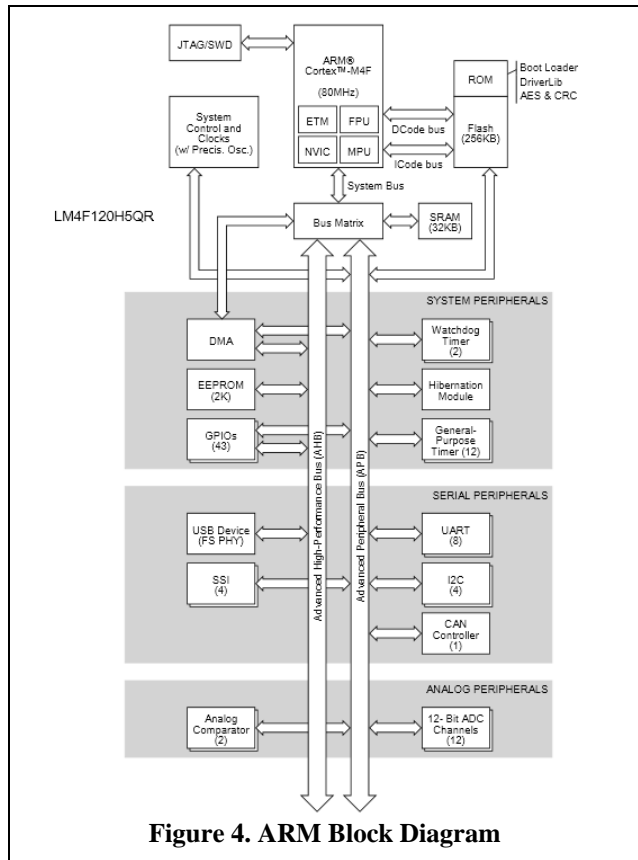 JTAG/SWD
ARM®
Cortex™-M4F
(80MHz)
ETM
FPU
NVIC
MPU
ROM
Boot Loader
DriverLib
AES & CRC
Flash
(256KB)
DCode bus
ICode bus
System
Control and
Clocks
(w/ Precis. Osc.)
System Bus
LM4F120H5QR
Bus Matrix
SRAM
(32KB)
SYSTEM PERIPHERALS
DMA
Watchdog
Timer
(2)
EEPROM
(2K)
Hibernation
Module
GPIOs
(43)
General-
Purpose
Timer (12)
Advanced High-Performance Bus (AHB)
Advanced Peripheral Bus (APB)
SERIAL PERIPHERALS
USB Device
(FS PHY)
UART
(8)
SSI
(4)
I2C
(4)
CAN
Controller
(1)
ANALOG PERIPHERALS
Analog
Comparator
(2)
12- Bit ADC
Channels
(12)
Figure 4. ARM Block Diagram